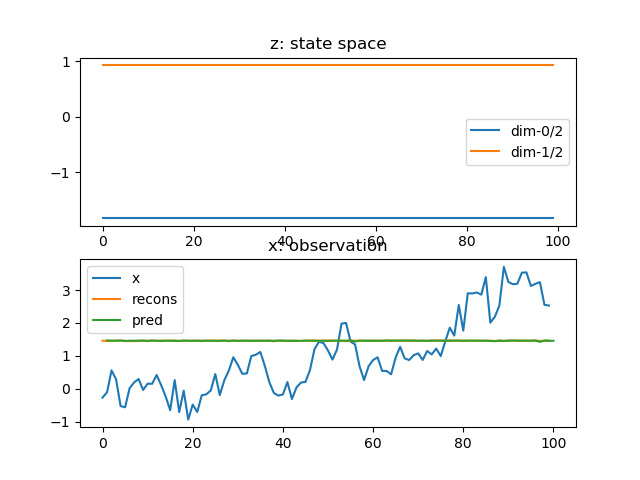 z: state space
1
0
−1
dim-0/2
dim-1/2
0 20 40 60 80 100
x: observation
3
2
1
0
−1
x
recons
pred
0 20 40 60 80 100